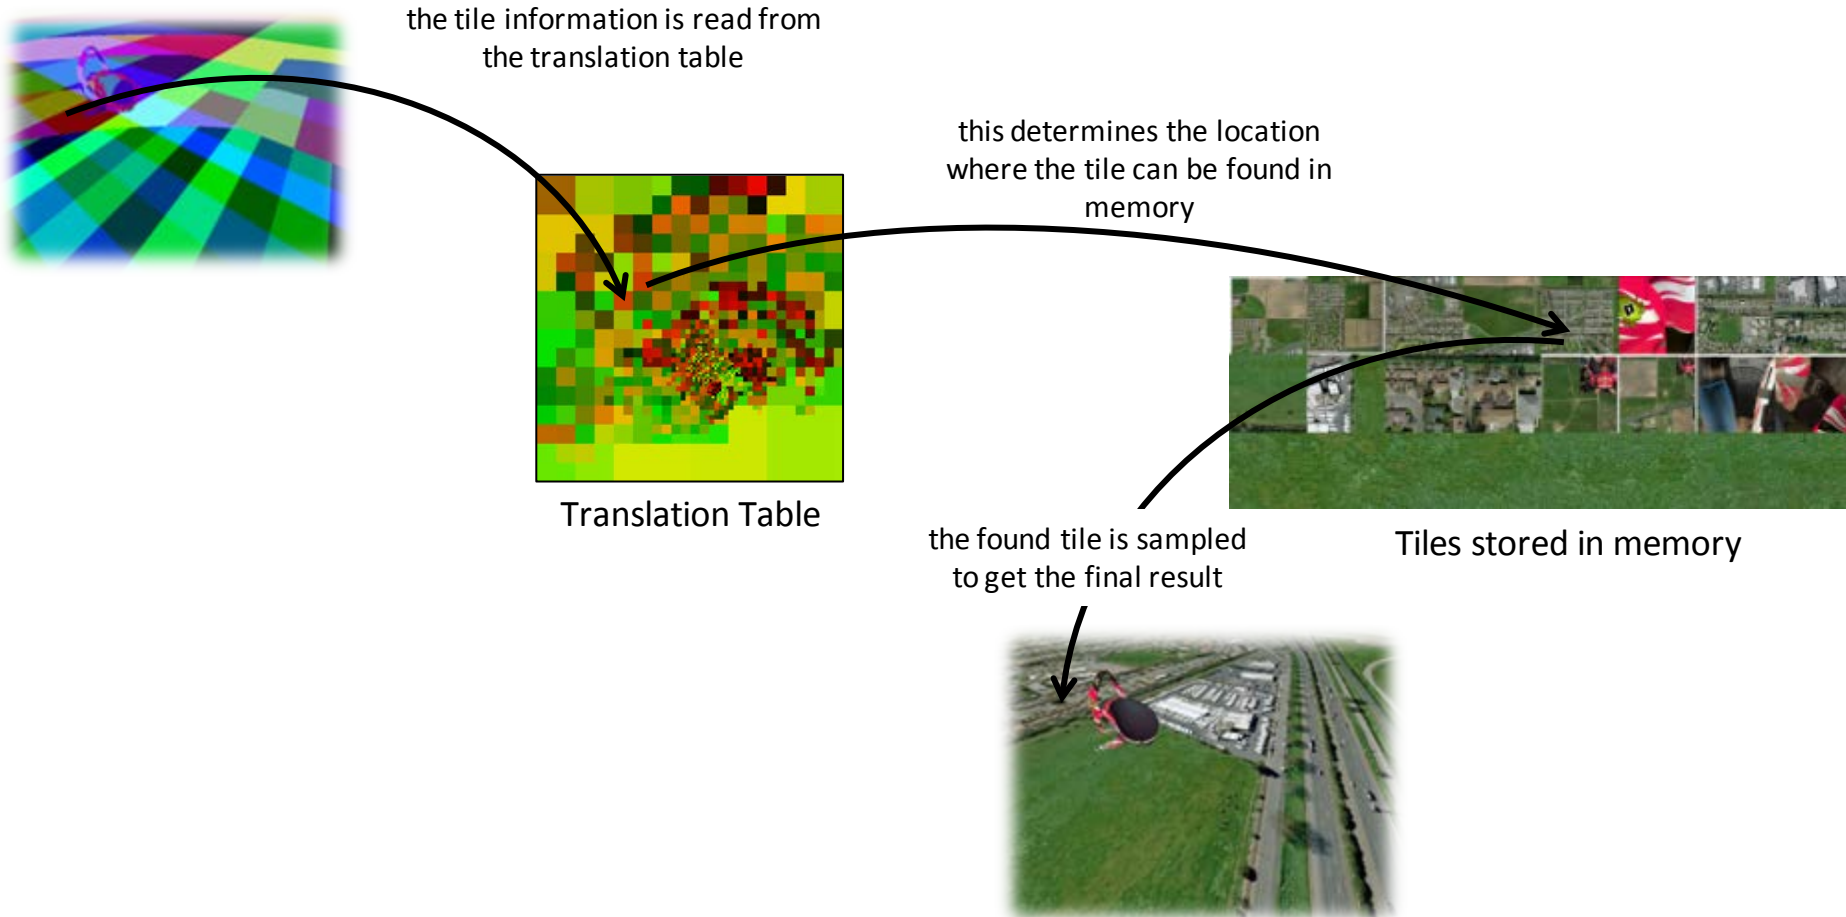 the tile information is read from
the translation table
this determines the location
where the tile can be found in
memory
Translation Table
the found tile is sampled
to get the final result
Tiles stored in memory